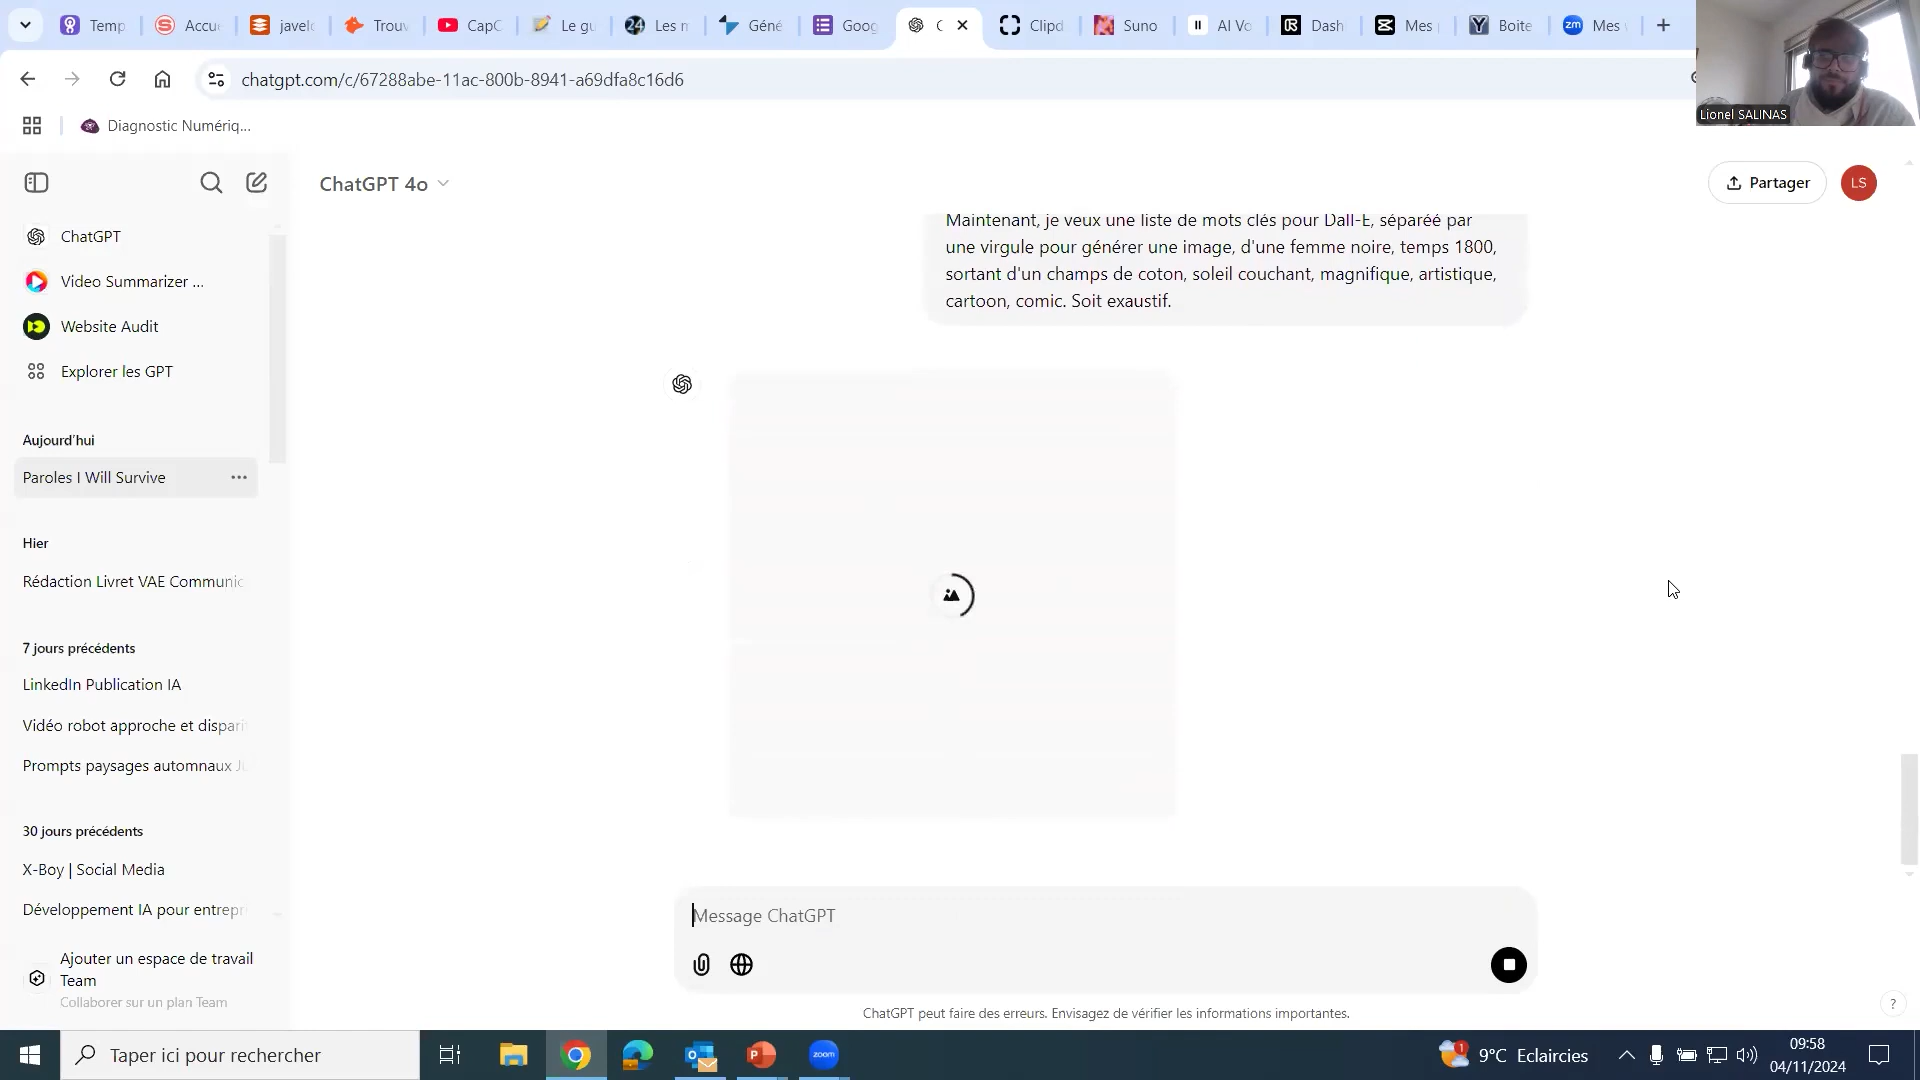 Temp
Accu
javel
Trouv
CapC
Le gu
Les m
Géné
Goog
C
Clipd
Suno
AI Vo
Dash
Mes
Boite
Mes
chatgpt.com/c/67288abe-11ac-800b-8941-a69dfa8c16d6
Diagnostic Numériq...
Lionel SALINAS
ChatGPT 4o
Partager
LS
ChatGPT
Video Summarizer ...
Website Audit
Explorer les GPT
Aujourd'hui
Paroles I Will Survive
Hier
Rédaction Livret VAE Communic
7 jours précédents
LinkedIn Publication IA
Vidéo robot approche et dispari
Prompts paysages automnaux Ju
30 jours précédents
X-Boy | Social Media
Développement IA pour entrepr
Ajouter un espace de travail
Team
Collaborer sur un plan Team
Maintenant, je veux une liste de mots clés pour Dall-E, séparéé par
une virgule pour générer une image, d'une femme noire, temps 1800,
sortant d'un champs de coton, soleil couchant, magnifique, artistique,
cartoon, comic. Soit exaustif.
Message ChatGPT
ChatGPT peut faire des erreurs. Envisagez de vérifier les informations importantes.
?
Taper ici pour rechercher
zoom
1
9°C Eclaircies
09:58
04/11/2024